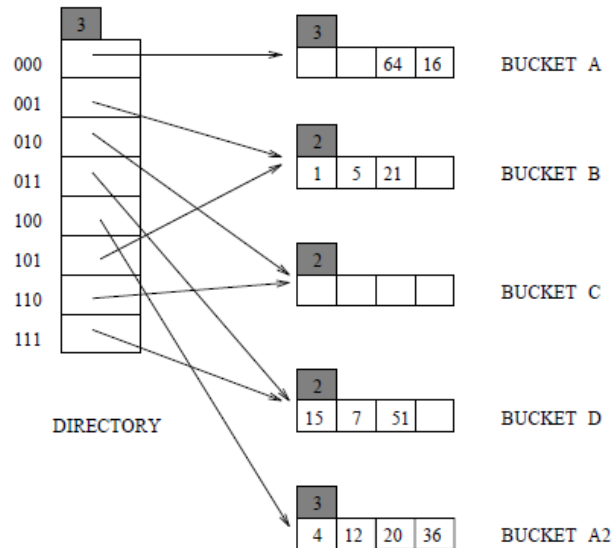 3
000
001
010
011
100
101
110
111
DIRECTORY
3
64 16 BUCKET A
2
1 5 21 BUCKET B
2
BUCKET C
2
15 7 51 BUCKET D
3
4 12 20 36 BUCKET A2